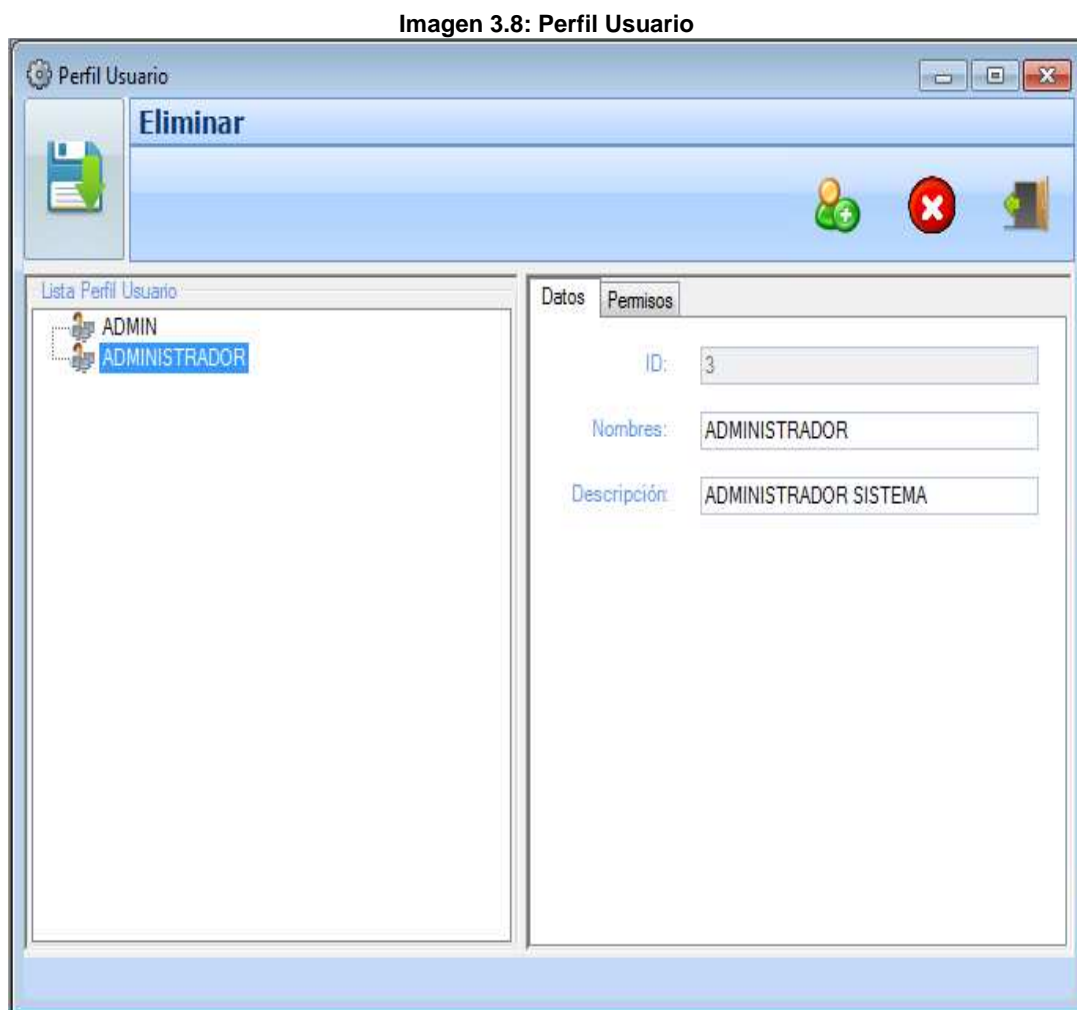 Imagen 3.8: Perfil Usuario
Perfil Usuario
Eliminar
Lista Perfil Usuario
ADMIN
ADMINISTRADOR
Datos
Permisos
ID:
3
Nombres:
ADMINISTRADOR
Descripción:
ADMINISTRADOR SISTEMA